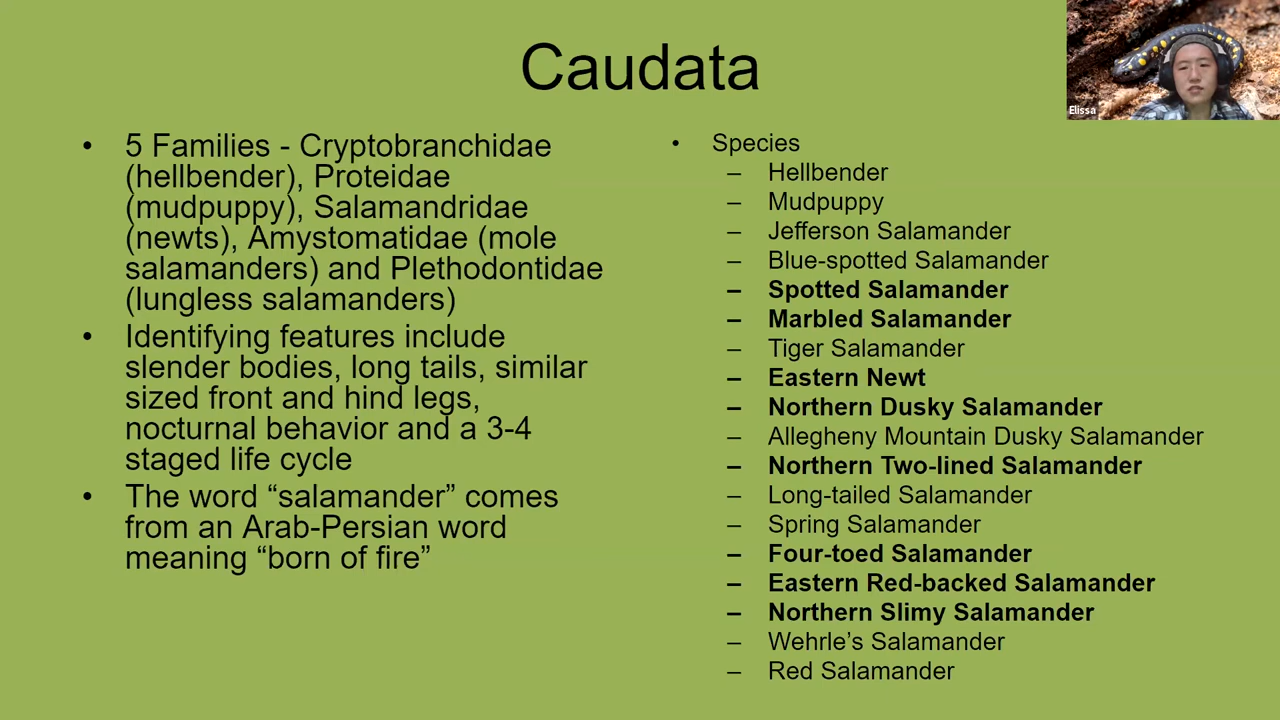 Caudata
Elissa
• 5 Families - Cryptobranchidae
(hellbender), Proteidae
(mudpuppy), Salamandridae
(newts), Amystomatidae (mole
salamanders) and Plethodontidae
(lungless salamanders)
• Identifying features include
slender bodies, long tails, similar
sized front and hind legs,
nocturnal behavior and a 3-4
staged life cycle
• The word “salamander” comes
from an Arab-Persian word
meaning “born of fire”
• Species
– Hellbender
– Mudpuppy
– Jefferson Salamander
– Blue-spotted Salamander
– Spotted Salamander
– Marbled Salamander
– Tiger Salamander
– Eastern Newt
– Northern Dusky Salamander
– Allegheny Mountain Dusky Salamander
– Northern Two-lined Salamander
– Long-tailed Salamander
– Spring Salamander
– Four-toed Salamander
– Eastern Red-backed Salamander
– Northern Slimy Salamander
– Wehrle’s Salamander
– Red Salamander